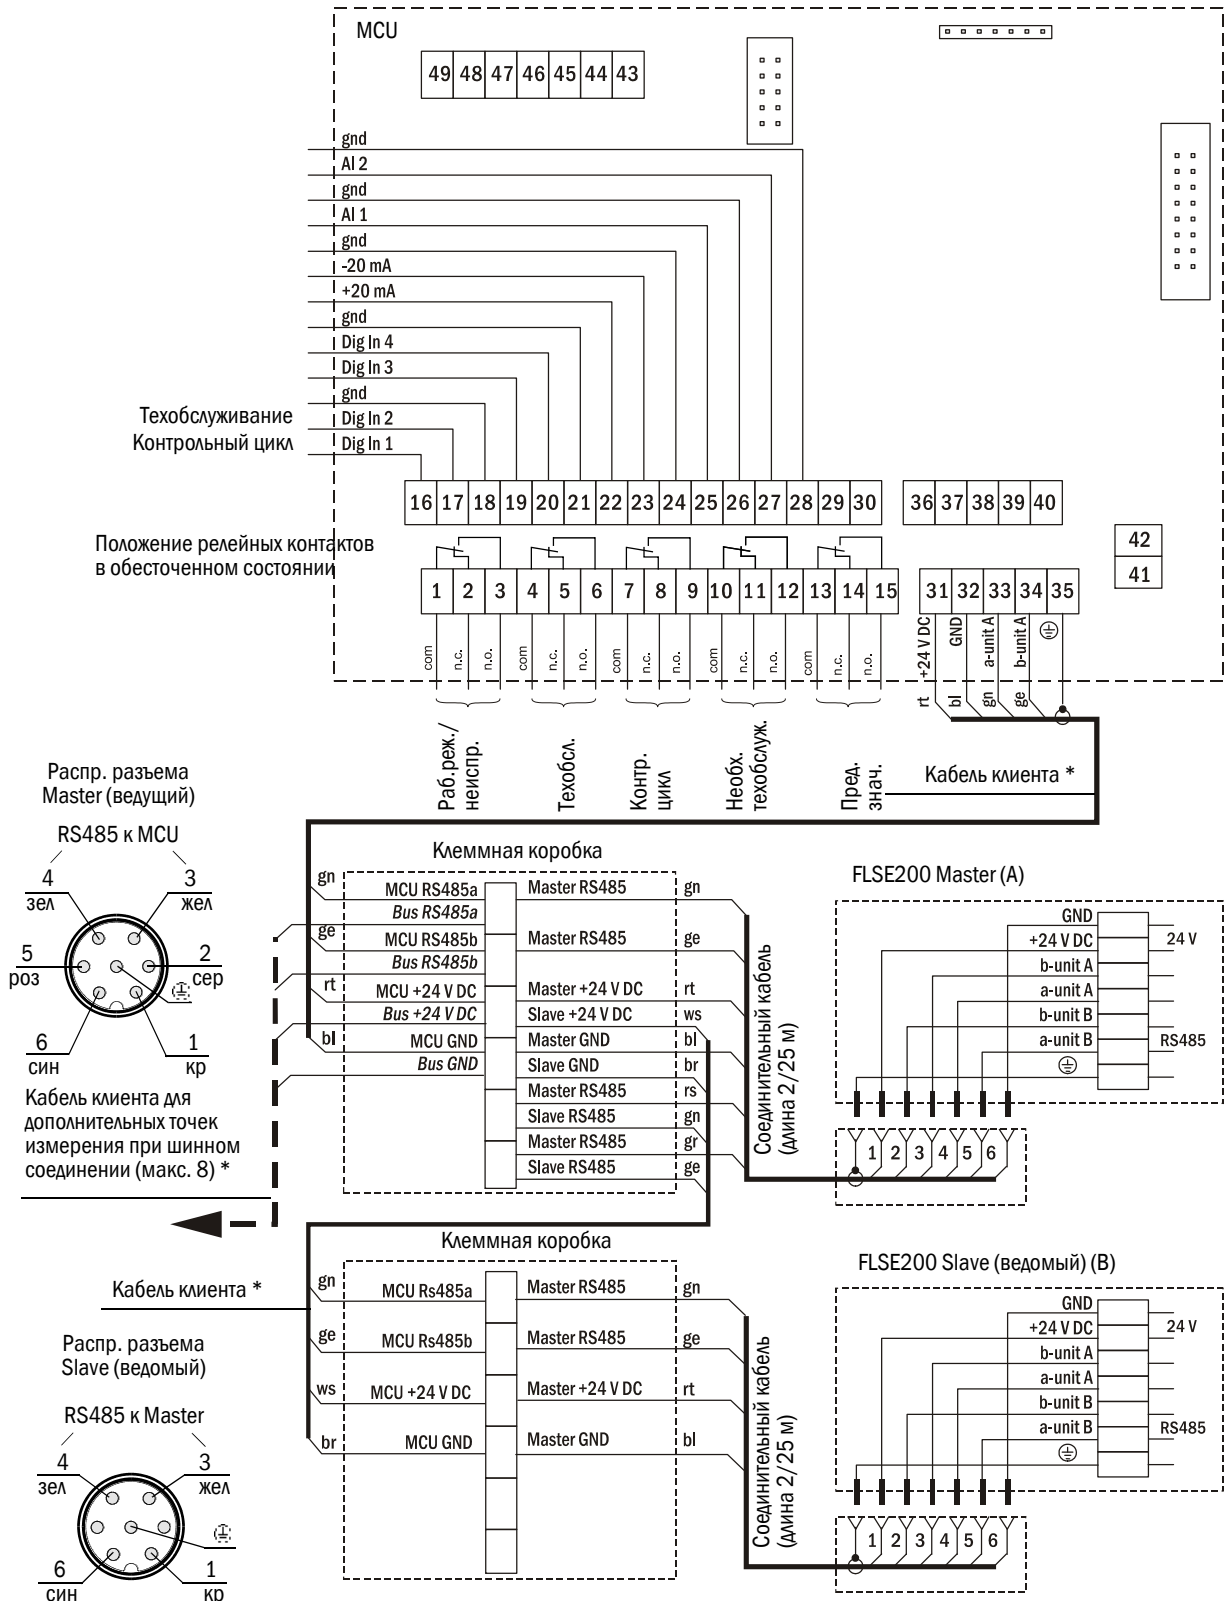 MCU
49 48 47 46 45 44 43
gnd
AI 2
gnd
AI 1
gnd
-20 mA
+20 mA
gnd
Dig In 4
Dig In 3
gnd
Техобслуживание
Dig In 2
Контрольный цикл
Dig In 1
16 17 18 19 20 21 22 23 24 25 26 27 28 29 30
36 37 38 39 40
42
41
Положение релейных контактов
в обесточенном состоянии
1 2 3 4 5 6 7 8 9 10 11 12 13 14 15
31 32 33 34 35
com n.c. n.o. com n.c. n.o. com n.c. n.o. com n.c. n.o. com n.c. n.o.
+24 V DC
GND
a-unit A
b-unit A
rt bl gn ge
Раб.реж./
неиспр.
Техобсл.
Контр.
цикл
Необх.
техобслуж.
Пред.
знач.
Кабель клиента *
Распр. разъема
Master (ведущий)
RS485 к MCU
4
зел
3
жел
5
роз
2
сер
6
син
1
кр
Кабель клиента для
дополнительных точек
измерения при шинном
соединении (макс. 8) *
Клеммная коробка
gn MCU RS485a Master RS485 gn
Bus RS485a
ge MCU RS485b Master RS485 ge
Bus RS485b
rt MCU +24 V DC Master +24 V DC rt
Bus +24 V DC Slave +24 V DC ws
bl MCU GND Master GND bl
Bus GND Slave GND br
Master RS485 rs
Slave RS485 gn
Master RS485 gr
Slave RS485 ge
Соединительный кабель
(длина 2/25 м)
FLSE200 Master (A)
GND
+24 V DC 24 V
b-unit A
a-unit A
b-unit B
a-unit B RS485
1 2 3 4 5 6
Клеммная коробка
Кабель клиента *
gn MCU Rs485a Master RS485 gn
ge MCU Rs485b Master RS485 ge
ws MCU +24 V DC Master +24 V DC rt
br MCU GND Master GND bl
Соединительный кабель
(длина 2/25 м)
FLSE200 Slave (ведомый) (B)
GND
+24 V DC 24 V
b-unit A
a-unit A
b-unit B
a-unit B RS485
1 2 3 4 5 6
Распр. разъема
Slave (ведомый)
RS485 к Master
4
зел
3
жел
6
син
1
кр